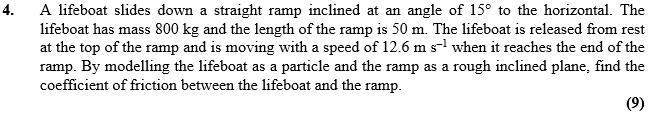 4. A lifeboat slides down a straight ramp inclined at an angle of 15° to the horizontal. The
lifeboat has mass 800 kg and the length of the ramp is 50 m. The lifeboat is released from rest
at the top of the ramp and is moving with a speed of 12.6 m s⁻¹ when it reaches the end of the
ramp. By modelling the lifeboat as a particle and the ramp as a rough inclined plane, find the
coefficient of friction between the lifeboat and the ramp.
(9)